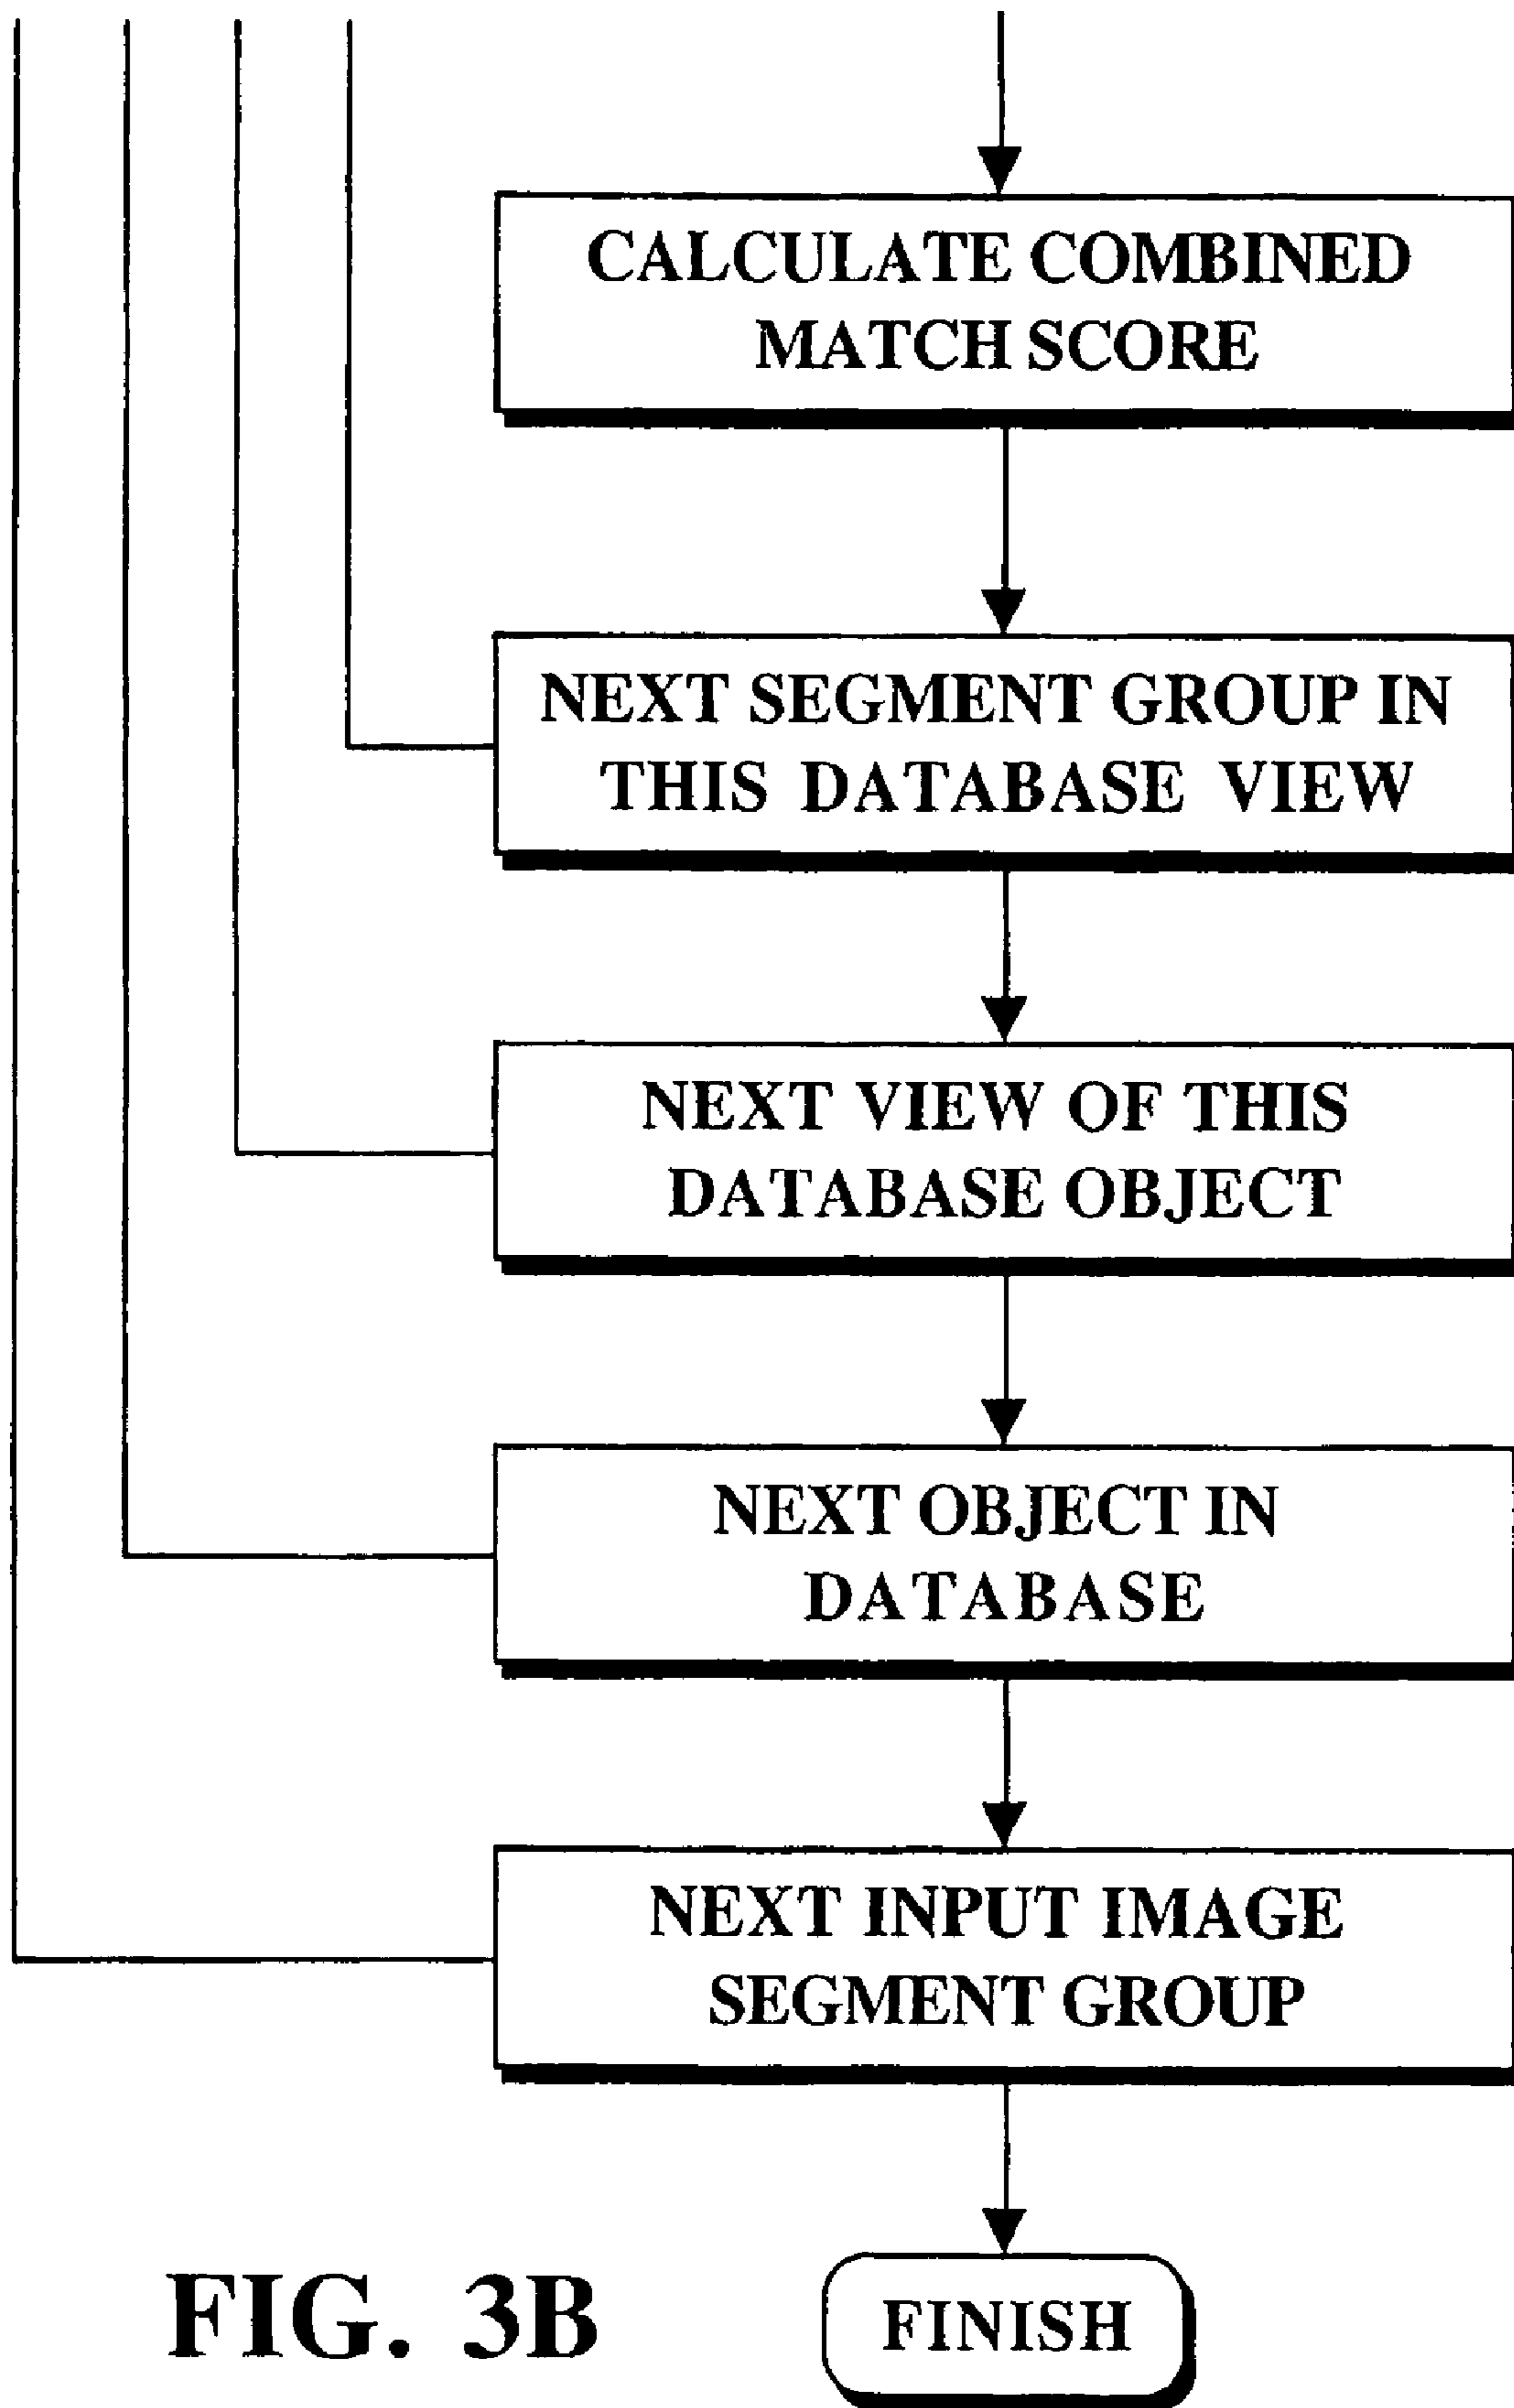 CALCULATE COMBINED
MATCH SCORE
NEXT SEGMENT GROUP IN
THIS DATABASE VIEW
NEXT VIEW OF THIS
DATABASE OBJECT
NEXT OBJECT IN
DATABASE
NEXT INPUT IMAGE
SEGMENT GROUP
FINISH
FIG. 3B